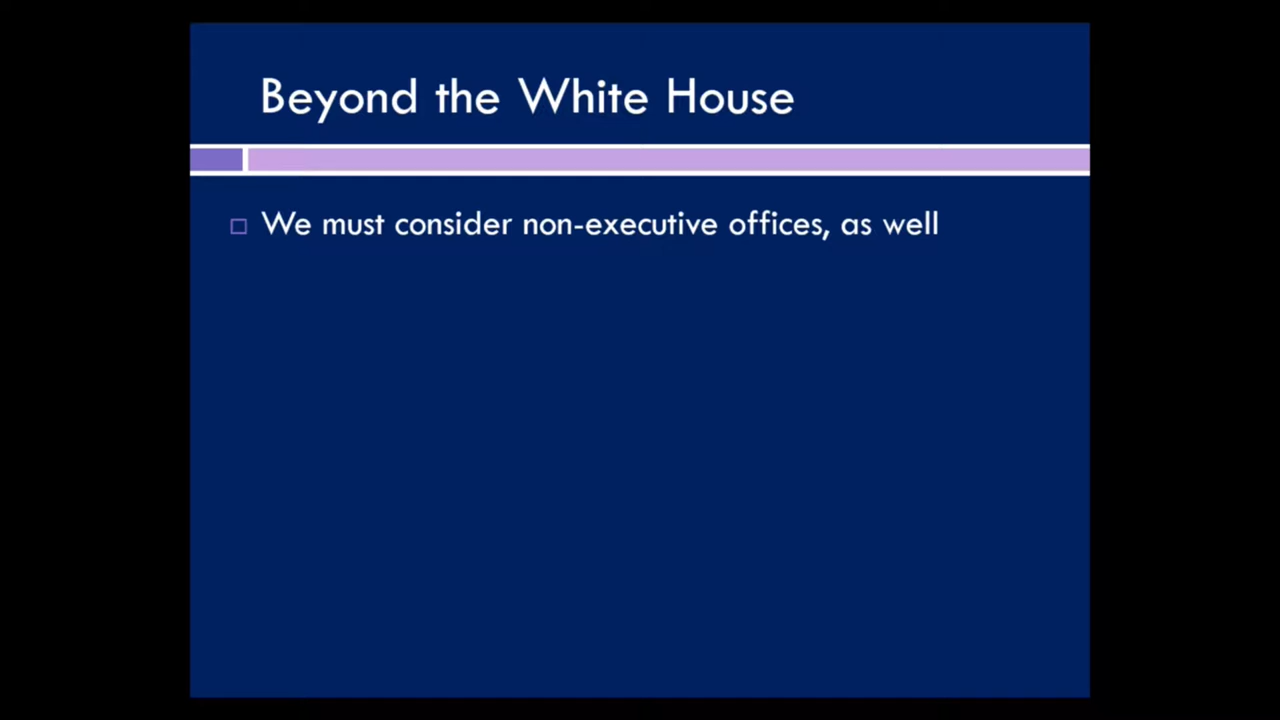 Beyond the White House
We must consider non-executive offices, as well